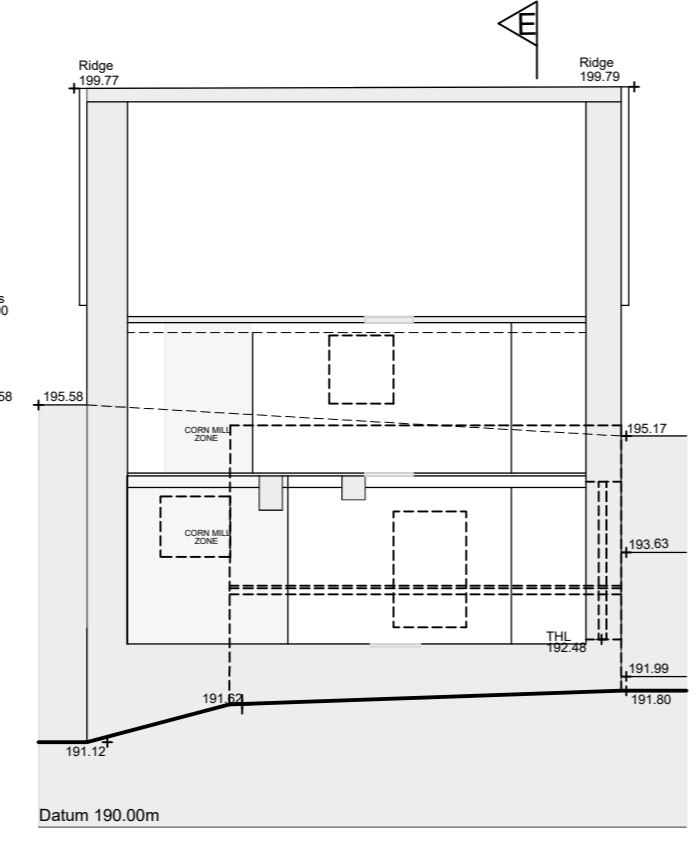 E
Ridge
199.77
Ridge
199.79
s
58
195.58
CORN MILL
ZONE
195.17
CORN MILL
ZONE
193.63
THL
192.48
191.99
191.62
191.80
191.12
Datum 190.00m